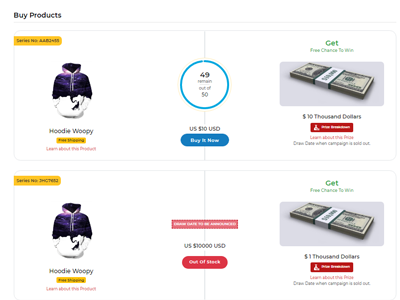 Buy Products
Series No: AAB2455
49
remain
out of
50
Hoodie Woopy
Free Shipping
Learn about this Product
US $10 USD
Buy It Now
Get
Free Chance To Win
$ 10 Thousand Dollars
Prize Breakdown
Learn about this Prize
Draw Date when campaign is sold out.
DRAW DATE TO BE ANNOUNCED
Hoodie Woopy
Free Shipping
Learn about this Product
US $10000 USD
Out Of Stock
Get
Free Chance To Win
$ 1 Thousand Dollars
Prize Breakdown
Learn about this Prize
Draw Date when campaign is sold out.